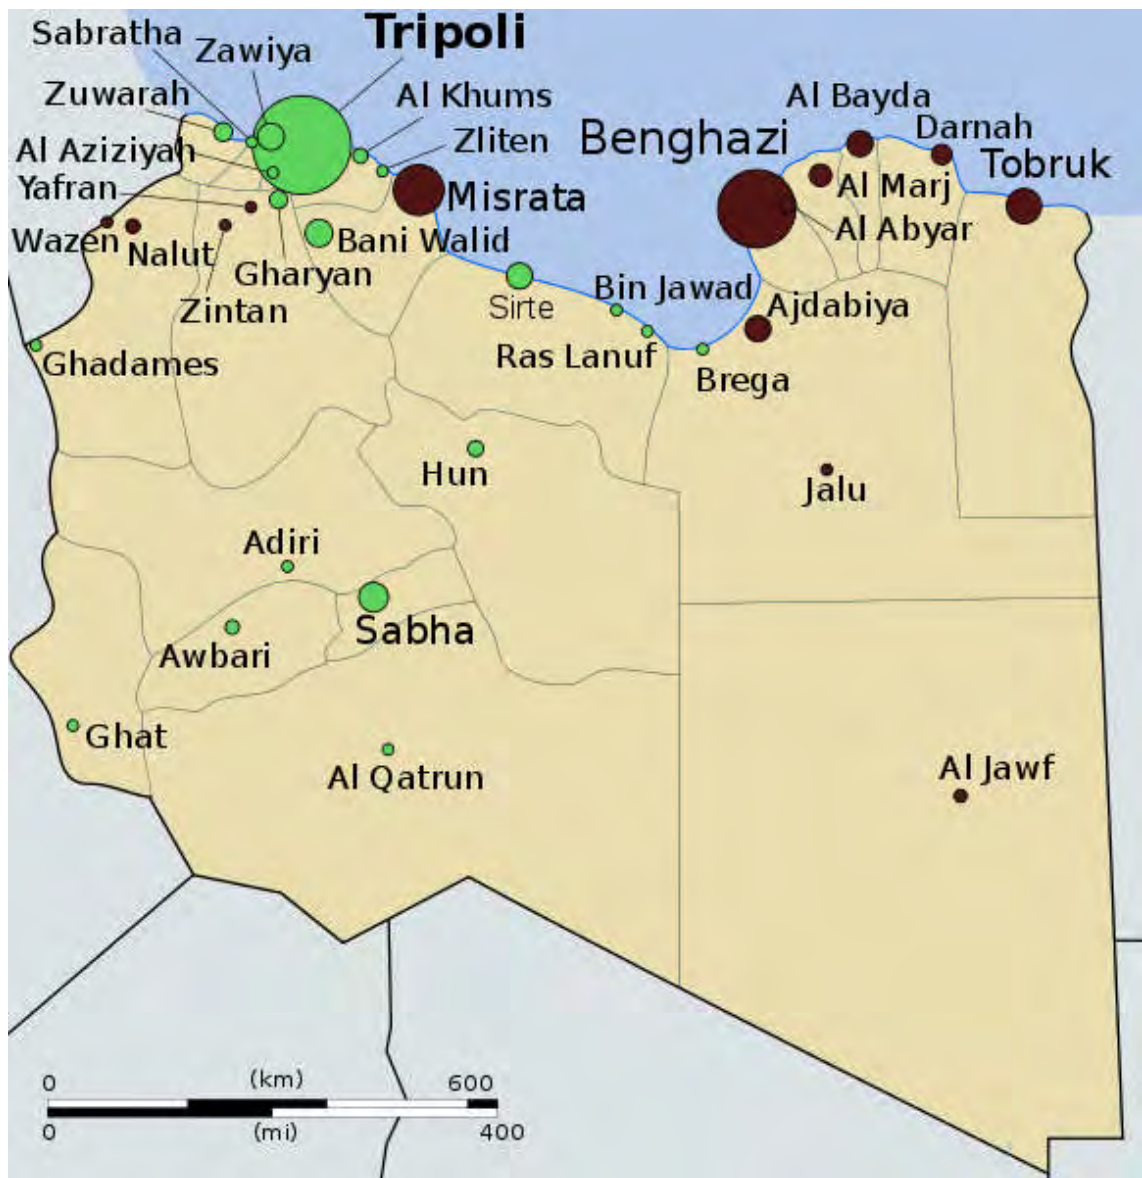 Tripoli
Sabratha
Zawiya
Zuwarah
Al Khums
Al Bayda
Darnah
Benghazi
Zliten
Al Aziziyah
Tobruk
Yafran
Misrata
Al Marj
Al Abyar
Wazen
Nalut
Bani Walid
Gharyan
Zintan
Sirte
Bin Jawad
Ajdabiya
Ghadames
Ras Lanuf
Brega
Hun
Jalu
Adiri
Sabha
Awbari
Ghat
Al Qatrun
Al Jawf
0 (km) 600
0 (mi) 400